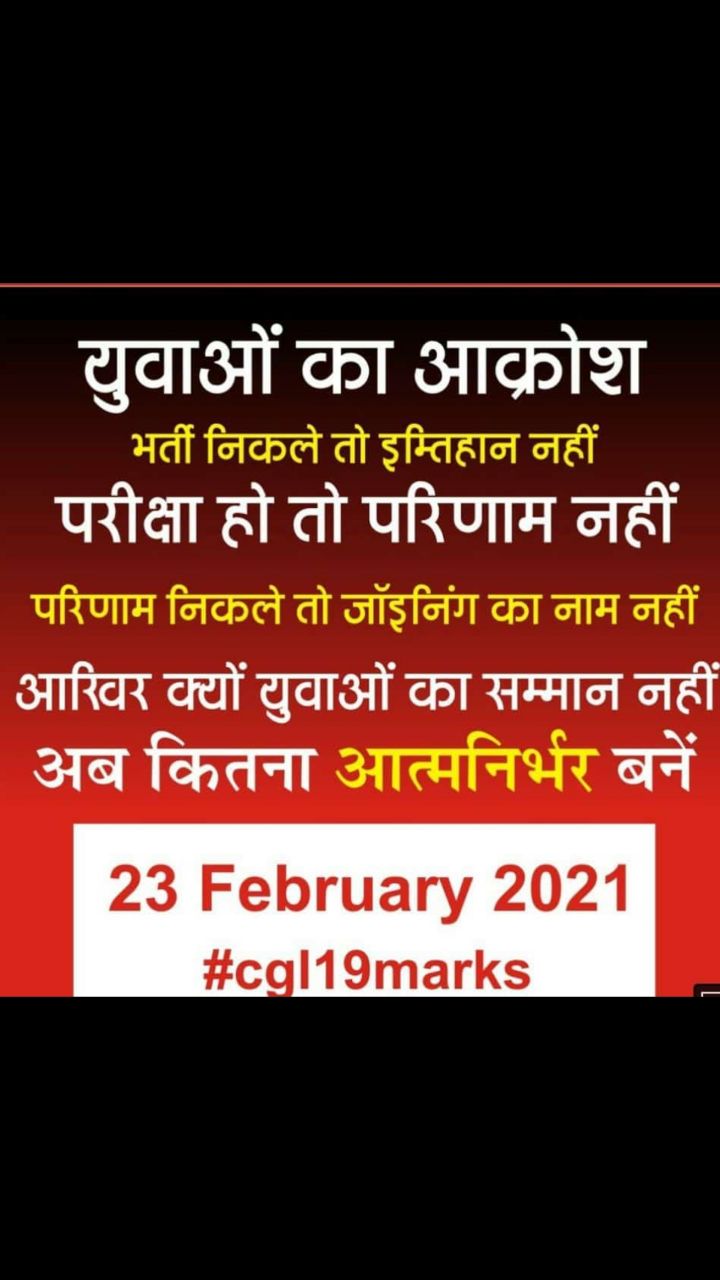 युवाओं का आक्रोश
भर्ती निकले तो इम्तिहान नहीं
परीक्षा हो तो परिणाम नहीं
परिणाम निकले तो जॉइनिंग का नाम नहीं
आखिर क्यों युवाओं का सम्मान नहीं
अब कितना आत्मनिर्भर बनें
23 February 2021
#cgl19marks